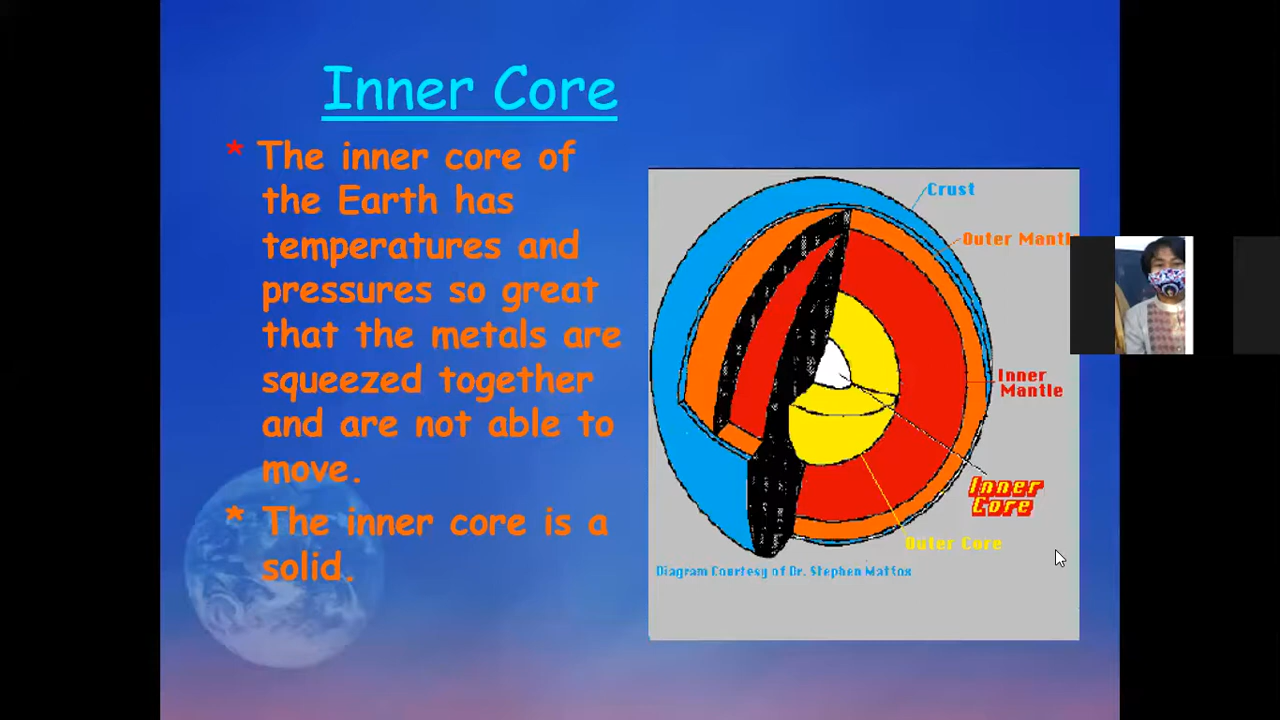 Inner Core
* The inner core of
the Earth has
temperatures and
pressures so great
that the metals are
squeezed together
and are not able to
move.
* The inner core is a
solid.
Crust
Outer Mantl
Inner
Mantle
Inner
Core
Outer Core
Diagram Courtesy of Dr. Stephen Mattox